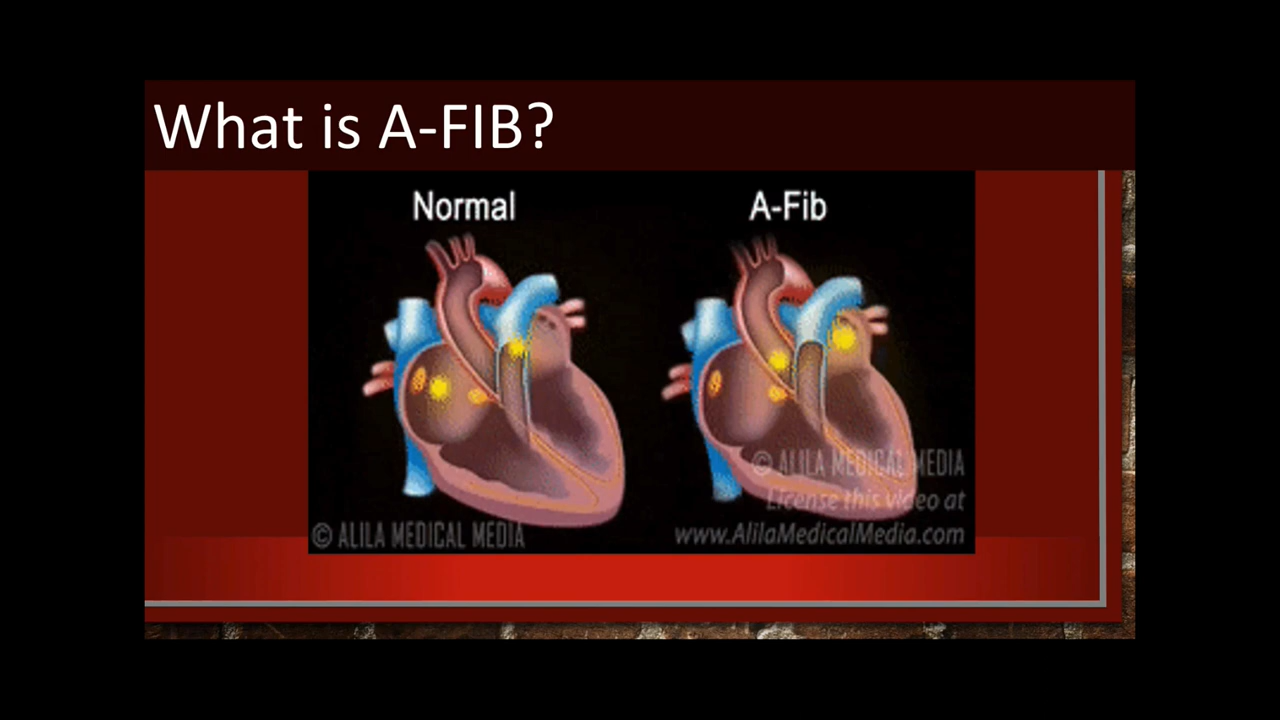 What is A-FIB?
Normal
A-Fib
© ALILA MEDICAL MEDIA
License this video at
www.AlilaMedicalMedia.com
© ALILA MEDICAL MEDIA